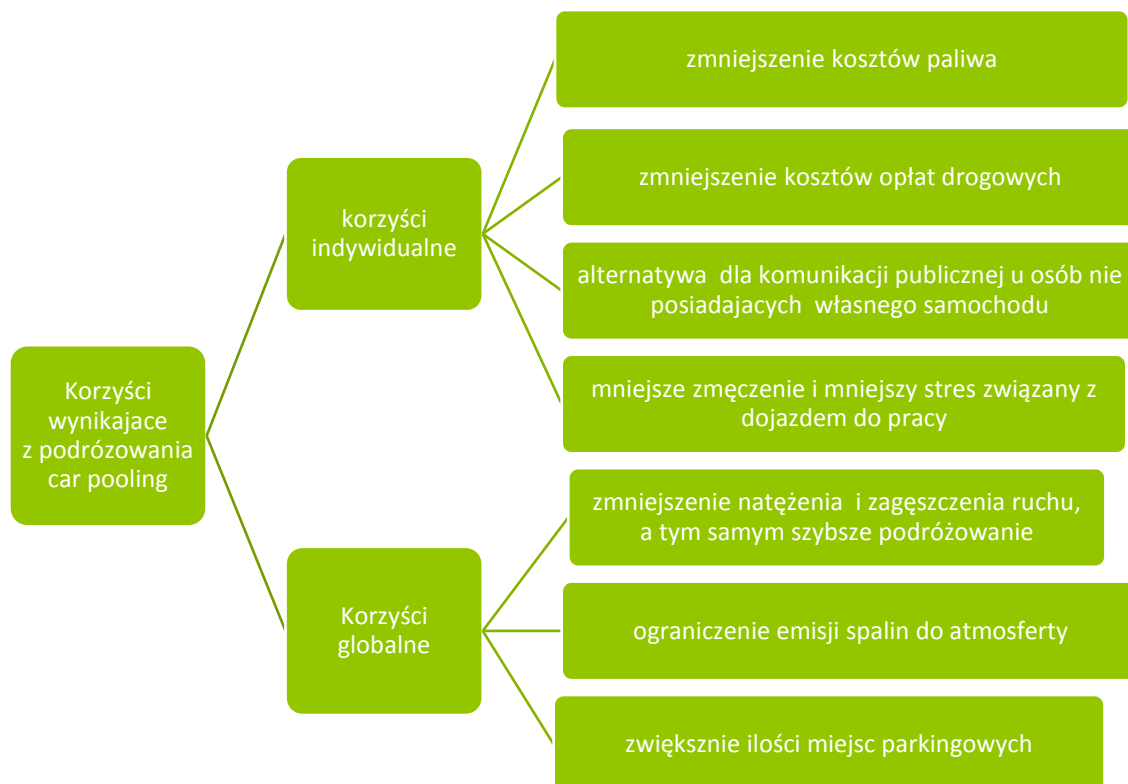 Korzyści
wynikajace
z podrózowania
car pooling
korzyści
indywidualne
zmniejszenie kosztów paliwa
zmniejszenie kosztów opłat drogowych
alternatywa  dla komunikacji publicznej u osób nie
posiadajacych  własnego samochodu
mniejsze zmęczenie i mniejszy stres związany z
dojazdem do pracy
Korzyści
globalne
zmniejszenie natężenia  i zagęszczenia ruchu,
a tym samym szybsze podróżowanie
ograniczenie emisji spalin do atmosferty
zwiększnie ilości miejsc parkingowych